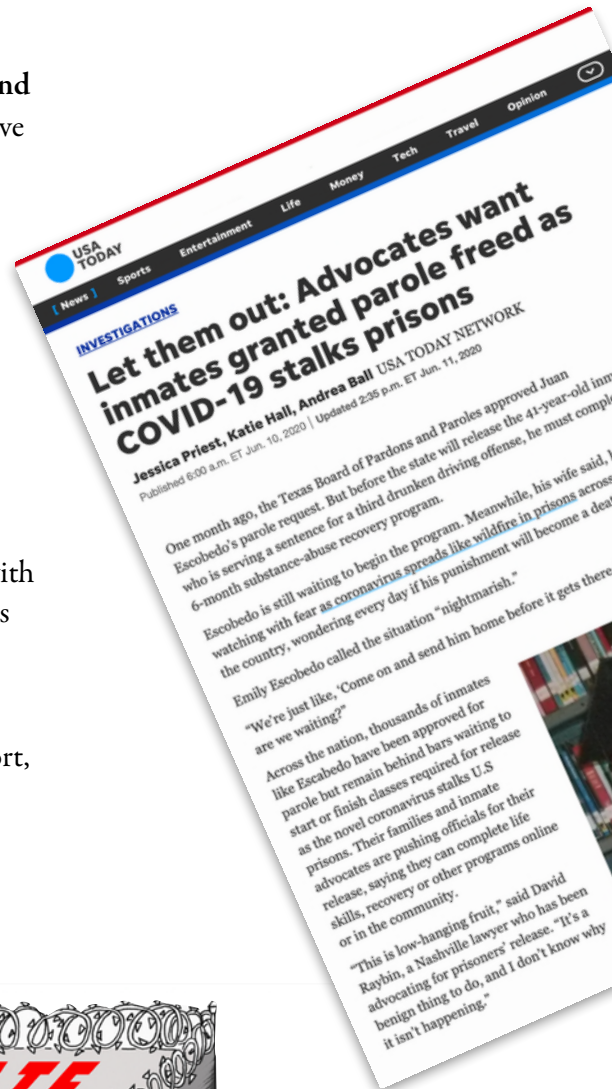 nd
ve
ith
s
rt,
USA
TODAY
[ News ] Sports Entertainment Life Money Tech Travel Opinion
INVESTIGATIONS
Let them out: Advocates want
inmates granted parole freed as
COVID-19 stalks prisons
Jessica Priest, Katie Hall, Andrea Ball USA TODAY NETWORK
Published 6:00 a.m. ET Jun. 10, 2020 | Updated 2:35 p.m. ET Jun. 11, 2020
One month ago, the Texas Board of Pardons and Paroles approved Juan
Escobedo's parole request. But before the state will release the 41-year-old inm
who is serving a sentence for a third drunken driving offense, he must comple
6-month substance-abuse recovery program.
Escobedo is still waiting to begin the program. Meanwhile, his wife said, h
watching with fear as coronavirus spreads like wildfire in prisons across
the country, wondering every day if his punishment will become a dea
Emily Escobedo called the situation “nightmarish.”
“We're just like, ‘Come on and send him home before it gets there
are we waiting?”
Across the nation, thousands of inmates
like Escabedo have been approved for
parole but remain behind bars waiting to
start or finish classes required for release
as the novel coronavirus stalks U.S
prisons. Their families and inmate
advocates are pushing officials for their
release, saying they can complete life
skills, recovery or other programs online
or in the community.
“This is low-hanging fruit,” said David
Raybin, a Nashville lawyer who has been
advocating for prisoners' release. “It's a
benign thing to do, and I don't know why
it isn't happening.”